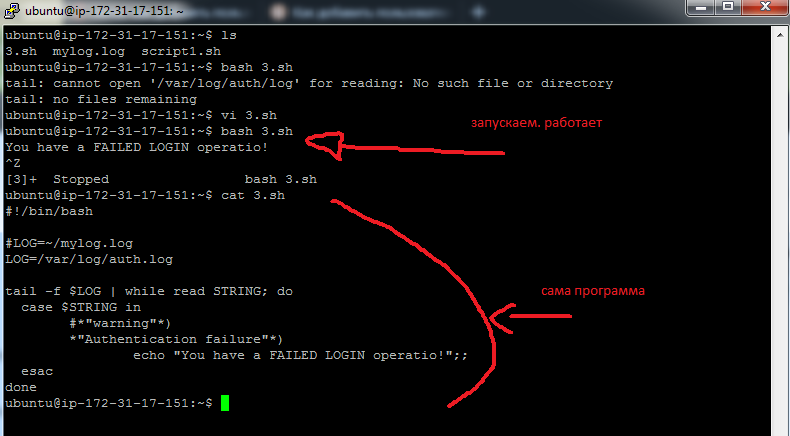 ubuntu@ip-172-31-17-151: ~
Как добавить пользоват
ubuntu@ip-172-31-17-151:~$ ls
3.sh  mylog.log  script1.sh
ubuntu@ip-172-31-17-151:~$ bash 3.sh
tail: cannot open '/var/log/auth/log' for reading: No such file or directory
tail: no files remaining
ubuntu@ip-172-31-17-151:~$ vi 3.sh
ubuntu@ip-172-31-17-151:~$ bash 3.sh
запускаем. работает
You have a FAILED LOGIN operatio!
^Z
[3]+  Stopped                 bash 3.sh
ubuntu@ip-172-31-17-151:~$ cat 3.sh
#!/bin/bash

#LOG=~/mylog.log
LOG=/var/log/auth.log

tail -f $LOG | while read STRING; do
сама программа
  case $STRING in
        #*"warning"*)
        *"Authentication failure"*)
                echo "You have a FAILED LOGIN operatio!";;
  esac
done
ubuntu@ip-172-31-17-151:~$